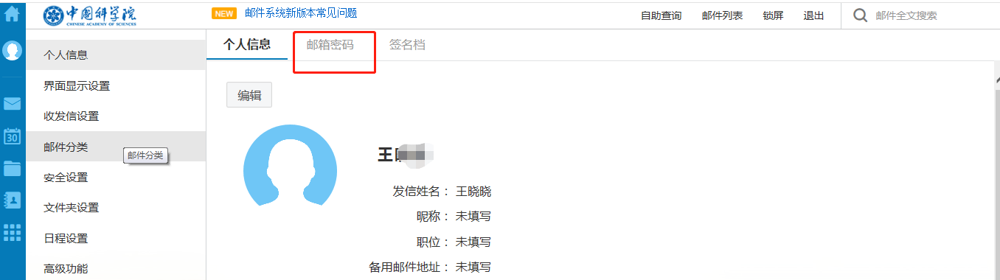 中国科学院
CHINESE ACADEMY OF SCIENCES
NEW 邮件系统新版本常见问题
自助查询 邮件列表 锁屏 退出 邮件全文搜索
个人信息 邮箱密码 签名档
个人信息
界面显示设置
收发信设置
邮件分类
邮件分类
安全设置
文件夹设置
日程设置
高级功能
30
编辑
王
发信姓名： 王晓晓
昵称： 未填写
职位： 未填写
备用邮件地址： 未填写